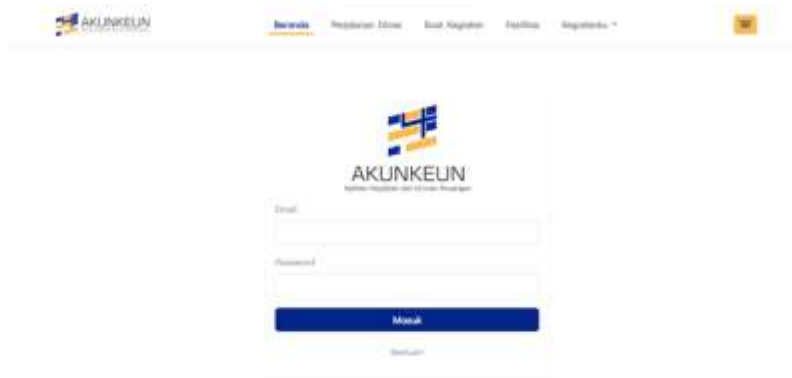 AKUNKEUN
Beranda Perjalanan Dinas Buat Kegiatan Fasilitas Kegiatanku
AKUNKEUN
Email
Password
Masuk